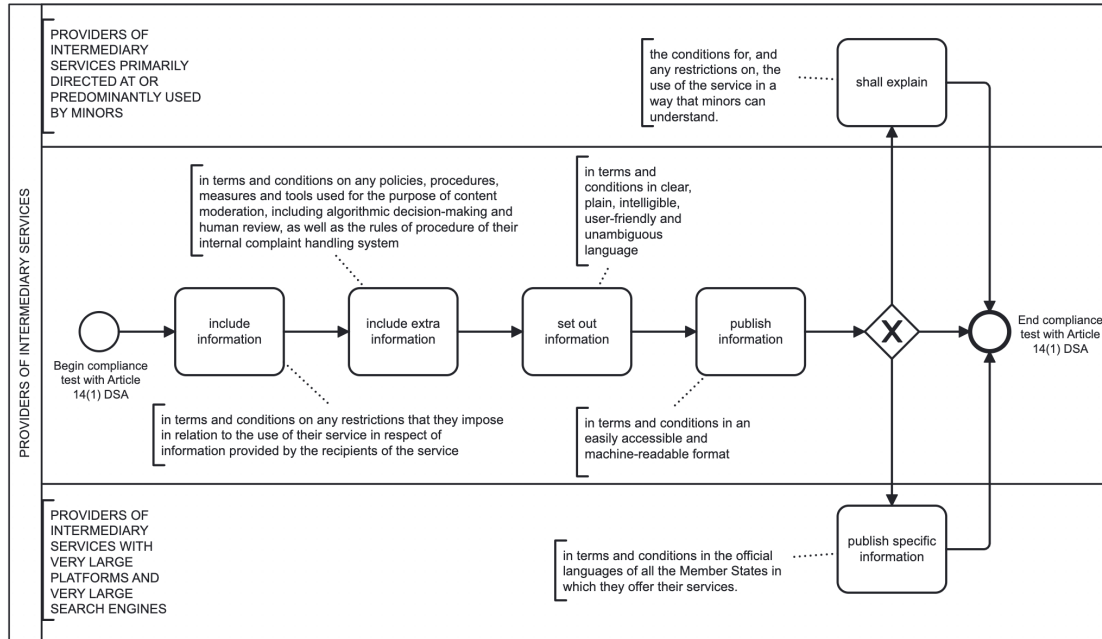 PROVIDERS OF INTERMEDIARY SERVICES
PROVIDERS OF
INTERMEDIARY
SERVICES PRIMARILY
DIRECTED AT OR
PREDOMINANTLY USED
BY MINORS
the conditions for, and
any restrictions on, the
use of the service in a
way that minors can
understand.
shall explain
in terms and conditions on any policies, procedures,
measures and tools used for the purpose of content
moderation, including algorithmic decision-making and
human review, as well as the rules of procedure of their
internal complaint handling system
in terms and
conditions in clear,
plain, intelligible,
user-friendly and
unambiguous
language
Begin compliance
test with Article
14(1) DSA
include
information
include extra
information
set out
information
publish
information
X
End compliance
test with Article
14(1) DSA
in terms and conditions on any restrictions that they impose
in relation to the use of their service in respect of
information provided by the recipients of the service
in terms and conditions in an
easily accessible and
machine-readable format
PROVIDERS OF
INTERMEDIARY
SERVICES WITH
VERY LARGE
PLATFORMS AND
VERY LARGE
SEARCH ENGINES
in terms and conditions in the official
languages of all the Member States in
which they offer their services.
publish specific
information